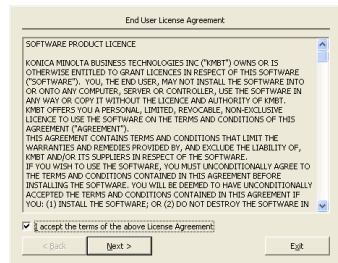 End User License Agreement
SOFTWARE PRODUCT LICENCE
KONICA MINOLTA BUSINESS TECHNOLOGIES INC ("KMBT") OWNS OR IS
OTHERWISE ENTITLED TO GRANT LICENCES IN RESPECT OF THIS SOFTWARE
("SOFTWARE"). YOU, THE END USER, MAY NOT INSTALL THE SOFTWARE INTO
OR ONTO ANY COMPUTER, SERVER OR CONTROLLER, USE THE SOFTWARE IN
ANY WAY OR COPY IT WITHOUT THE LICENCE AND AUTHORITY OF KMBT.
KMBT OFFERS YOU A PERSONAL, LIMITED, REVOCABLE, NON-EXCLUSIVE
LICENCE TO USE THE SOFTWARE ON THE TERMS AND CONDITIONS OF THIS
AGREEMENT ("AGREEMENT").
THIS AGREEMENT CONTAINS TERMS AND CONDITIONS THAT LIMIT THE
WARRANTIES AND REMEDIES PROVIDED BY, AND EXCLUDE THE LIABILITY OF,
KMBT AND/OR ITS SUPPLIERS IN RESPECT OF THE SOFTWARE.
IF YOU WISH TO USE THE SOFTWARE, YOU MUST UNCONDITIONALLY AGREE TO
THE TERMS AND CONDITIONS CONTAINED IN THIS AGREEMENT BEFORE
INSTALLING THE SOFTWARE. YOU WILL BE DEEMED TO HAVE UNCONDITIONALLY
ACCEPTED THE TERMS AND CONDITIONS CONTAINED IN THIS AGREEMENT IF
YOU: (1) INSTALL THE SOFTWARE; OR (2) DO NOT DESTROY THE SOFTWARE IN
I accept the terms of the above License Agreement
< Back Next > Exit